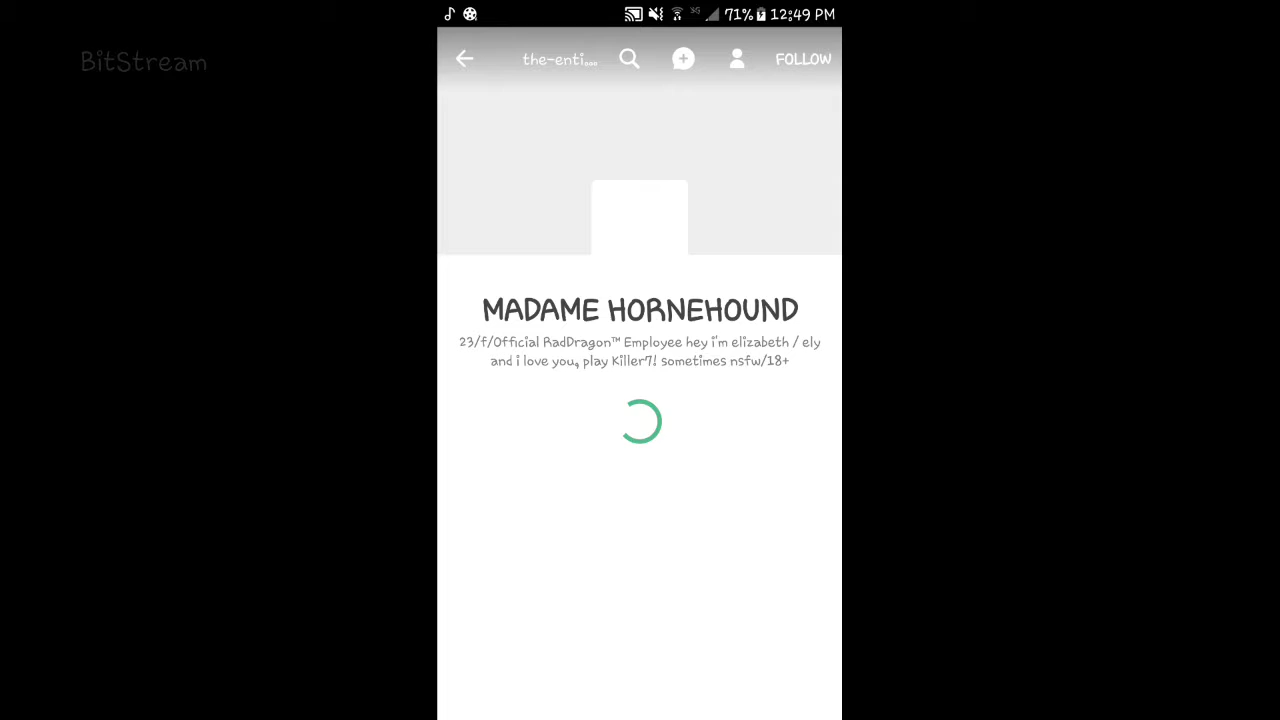 71% 12:49 PM
BitStream
the-enti... FOLLOW
MADAME HORNEHOUND
23/f/Official RadDragon™ Employee hey i'm elizabeth / ely
and i love you, play Killer7! sometimes nsfw/18+